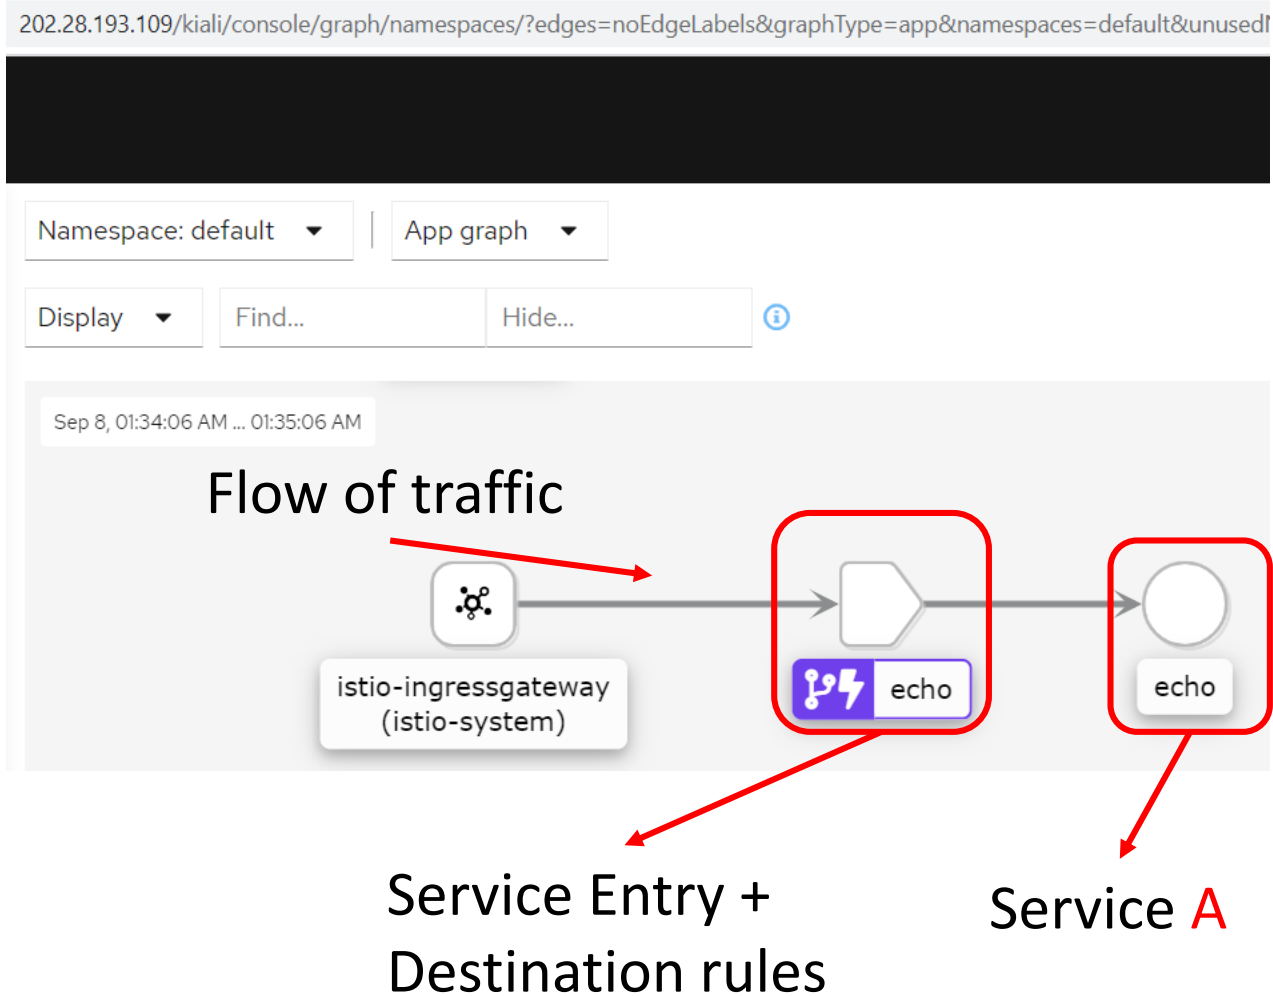 202.28.193.109/kiali/console/graph/namespaces/?edges=noEdgeLabels&graphType=app&namespaces=default&unused
Namespace: default
App graph
Display
Find...
Hide...
Sep 8, 01:34:06 AM ... 01:35:06 AM
Flow of traffic
istio-ingressgateway
(istio-system)
echo
echo
Service Entry +
Destination rules
Service A